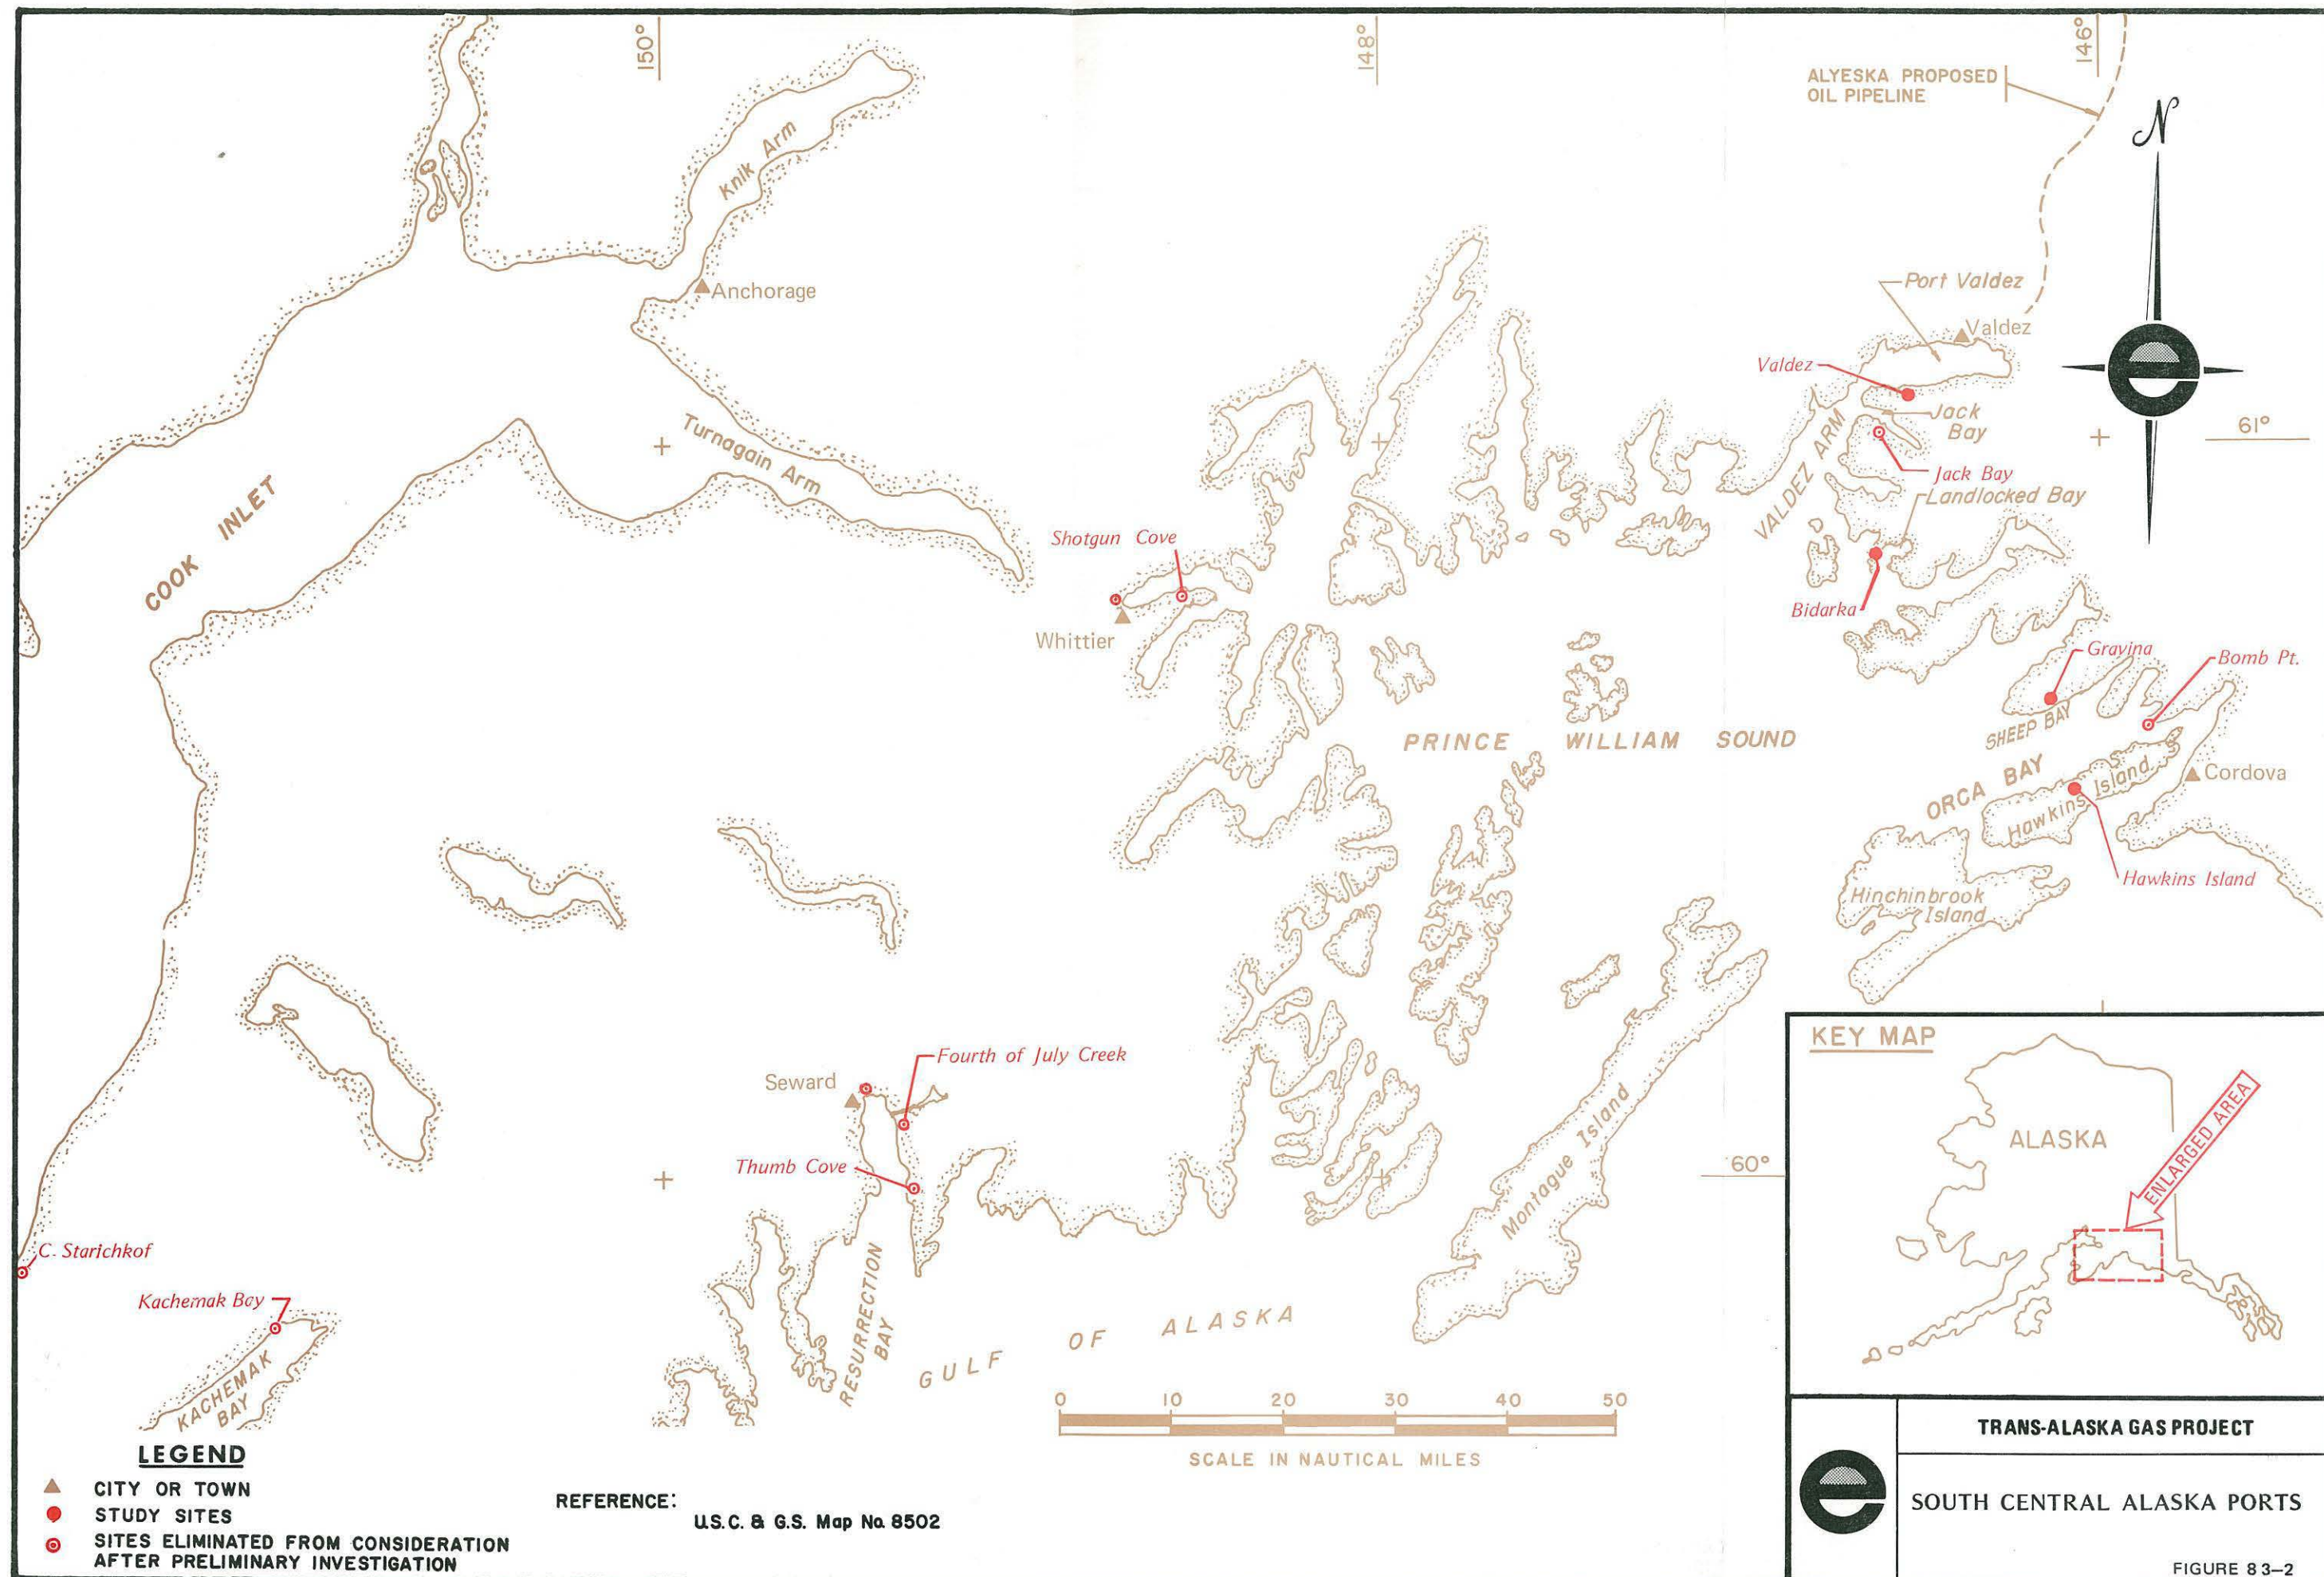 150°
148°
146°
ALYESKA PROPOSED
OIL PIPELINE
N
Knik Arm
Anchorage
Port Valdez
Valdez
Valdez
Jack
Bay
Turnagain Arm
VALDEZ ARM
61°
Jack Bay
Landlocked Bay
COOK INLET
Shotgun Cove
Whittier
Bidarka
Gravina
Bomb Pt.
SHEEP BAY
PRINCE WILLIAM SOUND
ORCA BAY
Hawkins Island
Cordova
Hawkins Island
Hinchinbrook
Island
Fourth of July Creek
Seward
Thumb Cove
60°
Montague Island
C. Starichkof
Kachemak Bay
KACHEMAK
BAY
RESURRECTION
BAY
GULF OF ALASKA
0 10 20 30 40 50
SCALE IN NAUTICAL MILES
LEGEND
CITY OR TOWN
STUDY SITES
SITES ELIMINATED FROM CONSIDERATION
AFTER PRELIMINARY INVESTIGATION
REFERENCE:
U.S.C. & G.S. Map No. 8502
KEY MAP
ALASKA
ENLARGED AREA
TRANS-ALASKA GAS PROJECT
SOUTH CENTRAL ALASKA PORTS
FIGURE 8 3-2